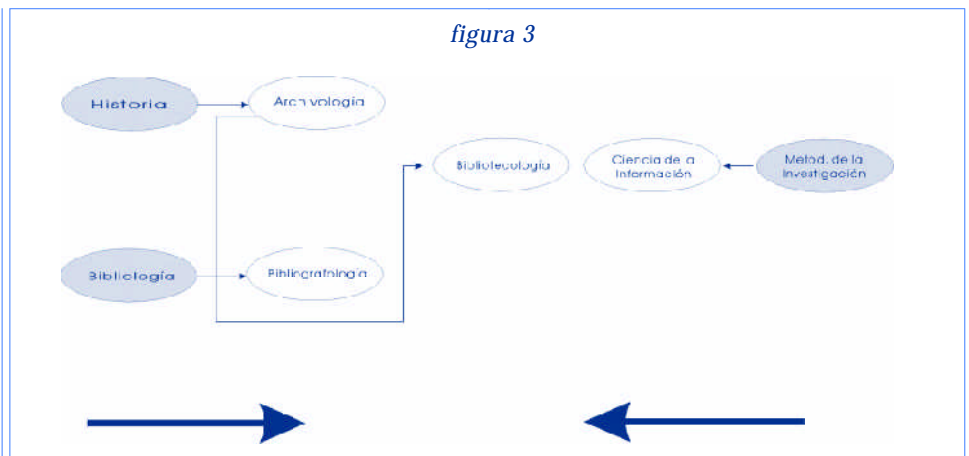 figura 3
Historia
Archivología
Bibliotecología
Ciencia de la
Información
Metod. de la
Investigación
Bibliología
Bibliografología